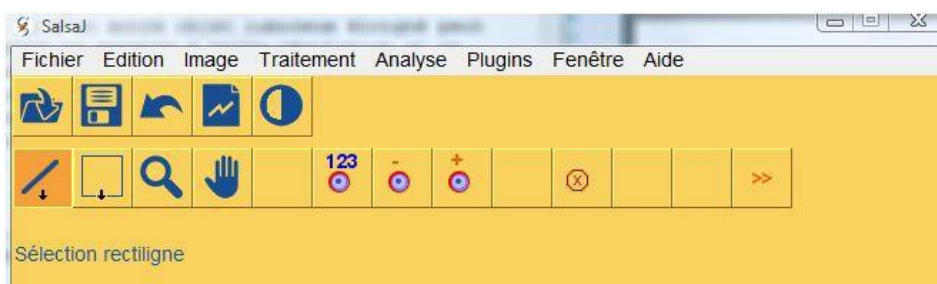 SalsaJ
Fichier Edition Image Traitement Analyse Plugins Fenêtre Aide
123
- +
>>
Sélection rectiligne